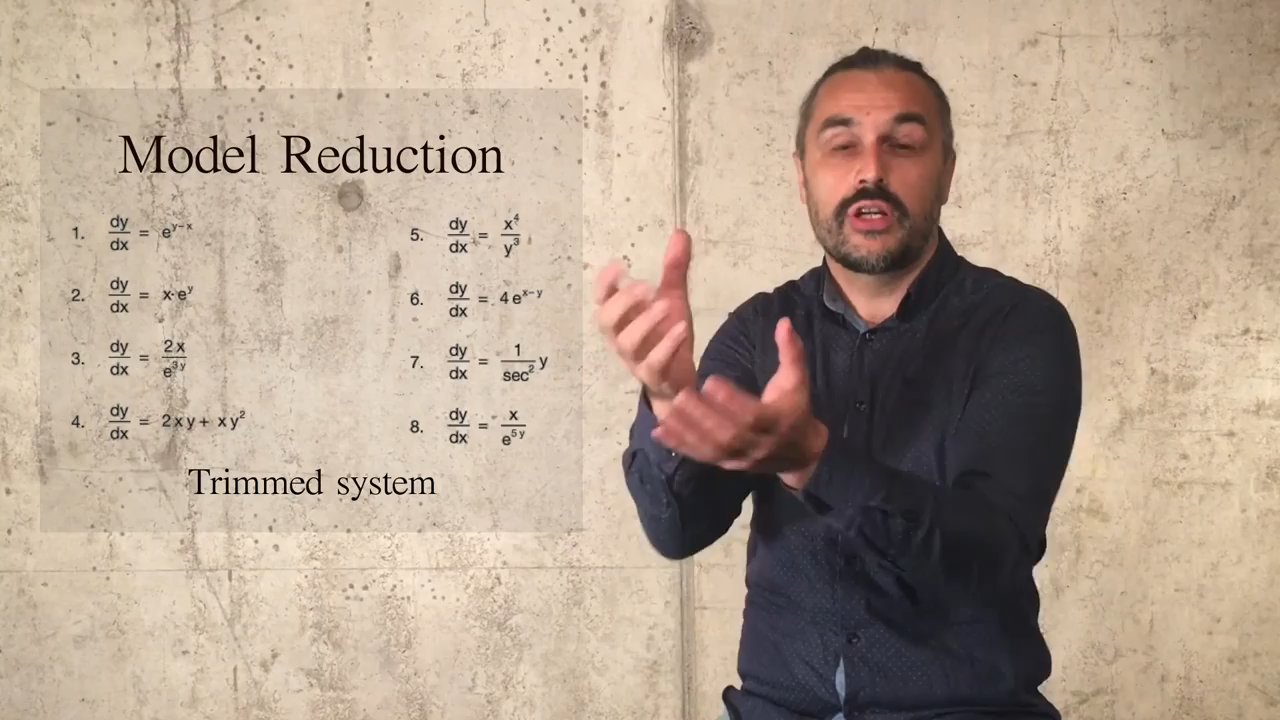 Model Reduction
1. dy/dx = e^{y-x}
2. dy/dx = x·e^y
3. dy/dx = 2x/e^{3y}
4. dy/dx = 2xy + xy^2
5. dy/dx = x^4/y^3
6. dy/dx = 4e^{x-y}
7. dy/dx = 1/sec^2 y
8. dy/dx = x/e^{5y}
Trimmed system